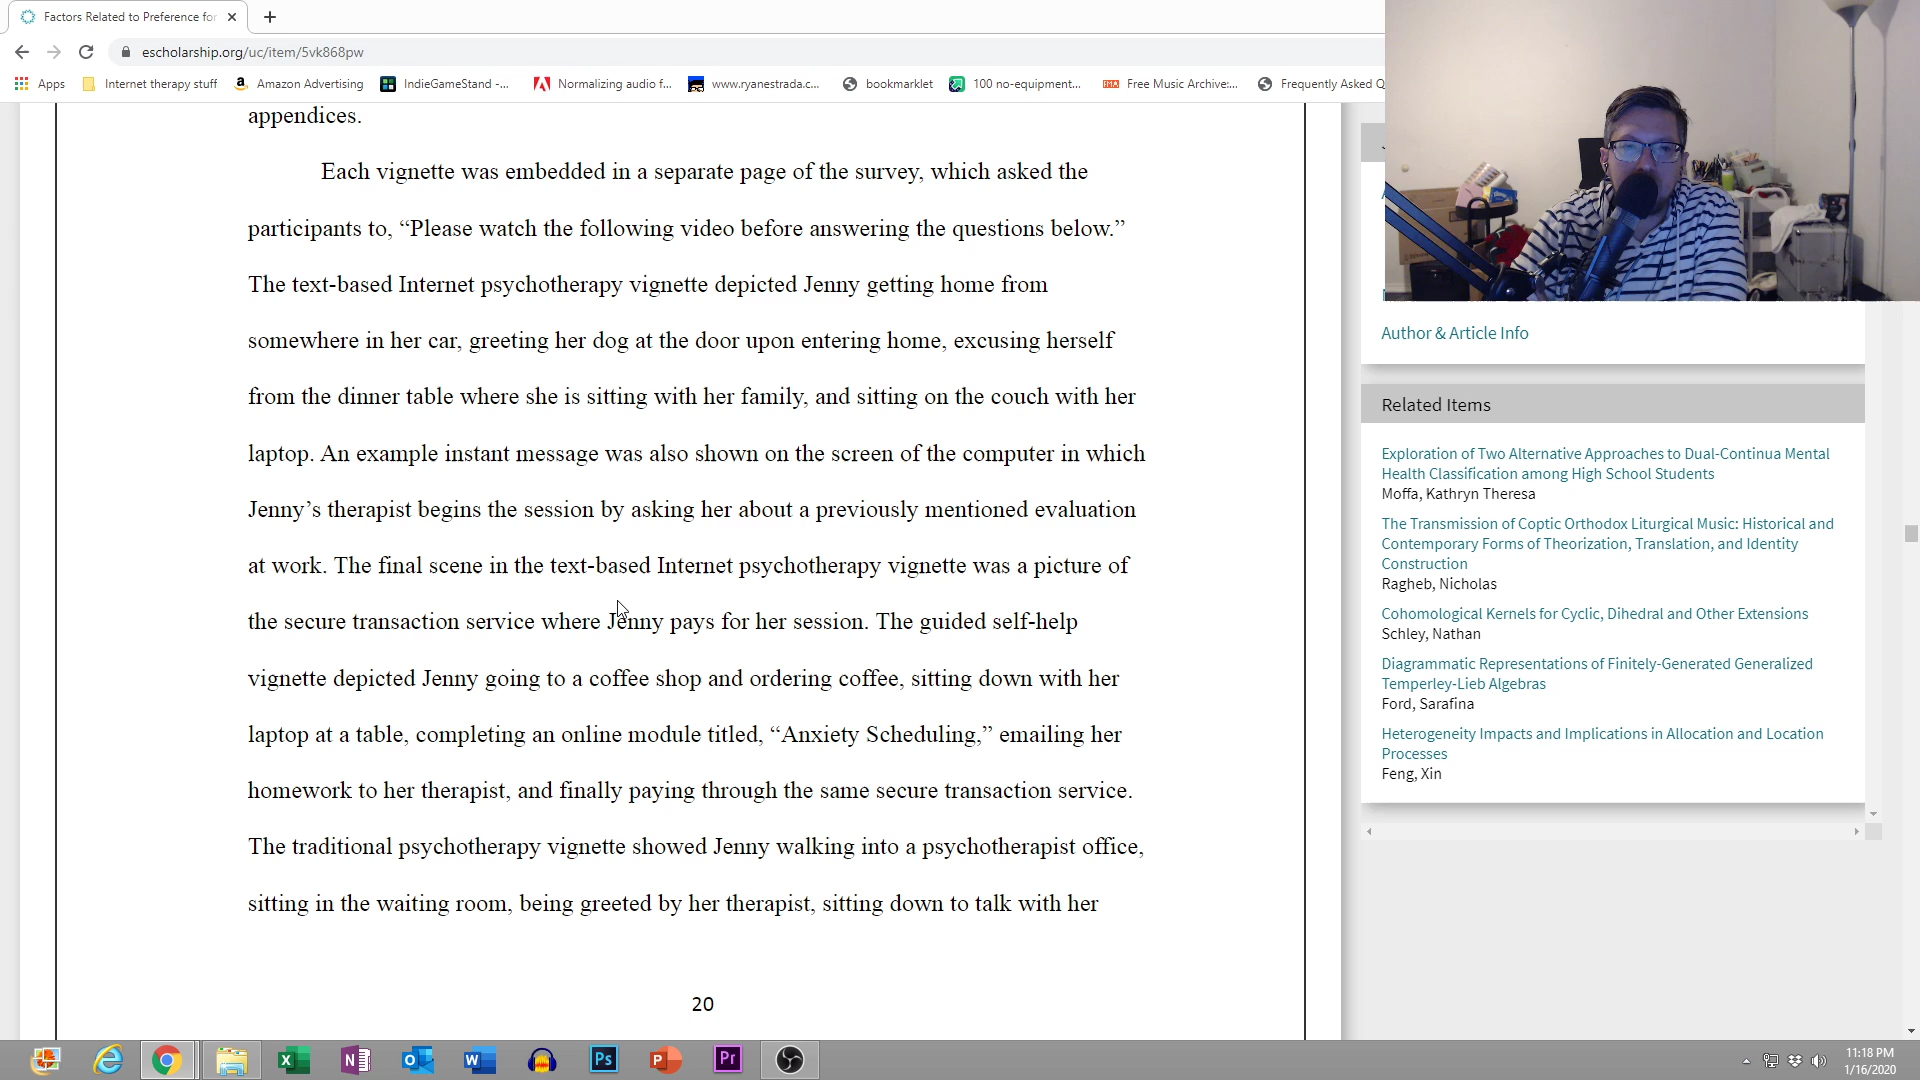 Factors Related to Preference for
escholarship.org/uc/item/5vk868pw
Apps
Internet therapy stuff
Amazon Advertising
IndieGameStand -...
Normalizing audio f...
www.ryanestrada.c...
bookmarklet
100 no-equipment...
Free Music Archive:...
Frequently Asked Q
appendices.
Each vignette was embedded in a separate page of the survey, which asked the
participants to, “Please watch the following video before answering the questions below.”
The text-based Internet psychotherapy vignette depicted Jenny getting home from
somewhere in her car, greeting her dog at the door upon entering home, excusing herself
from the dinner table where she is sitting with her family, and sitting on the couch with her
laptop. An example instant message was also shown on the screen of the computer in which
Jenny’s therapist begins the session by asking her about a previously mentioned evaluation
at work. The final scene in the text-based Internet psychotherapy vignette was a picture of
the secure transaction service where Jenny pays for her session. The guided self-help
vignette depicted Jenny going to a coffee shop and ordering coffee, sitting down with her
laptop at a table, completing an online module titled, “Anxiety Scheduling,” emailing her
homework to her therapist, and finally paying through the same secure transaction service.
The traditional psychotherapy vignette showed Jenny walking into a psychotherapist office,
sitting in the waiting room, being greeted by her therapist, sitting down to talk with her
20
Author & Article Info
Related Items
Exploration of Two Alternative Approaches to Dual-Continua Mental
Health Classification among High School Students
Moffa, Kathryn Theresa
The Transmission of Coptic Orthodox Liturgical Music: Historical and
Contemporary Forms of Theorization, Translation, and Identity
Construction
Ragheb, Nicholas
Cohomological Kernels for Cyclic, Dihedral and Other Extensions
Schley, Nathan
Diagrammatic Representations of Finitely-Generated Generalized
Temperley-Lieb Algebras
Ford, Sarafina
Heterogeneity Impacts and Implications in Allocation and Location
Processes
Feng, Xin
11:18 PM
1/16/2020